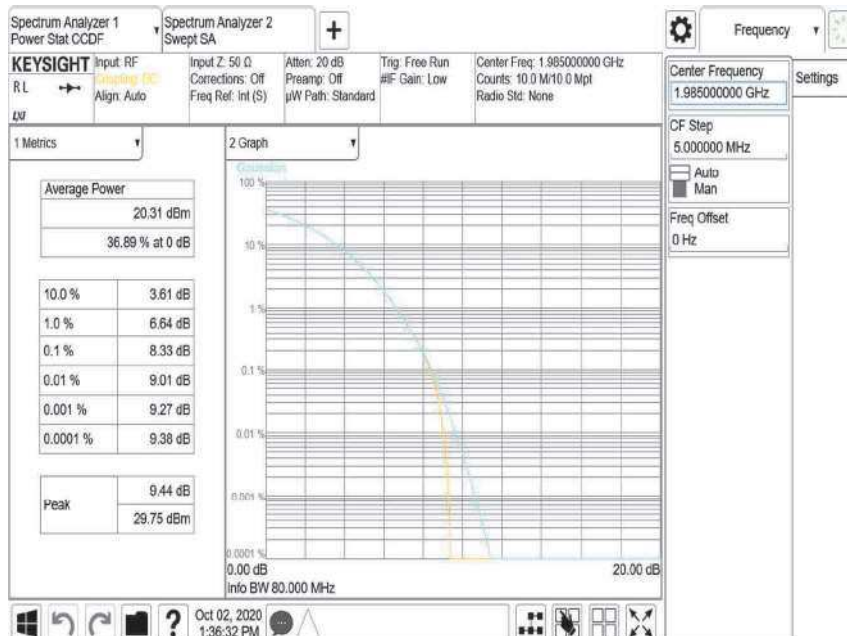 Spectrum Analyzer 1
Power Stat CCDF
Spectrum Analyzer 2
Swept SA
Frequency
KEYSIGHT
R L
LXI
Input: RF
Coupling: DC
Align: Auto
Input Z: 50 Ω
Corrections: Off
Freq Ref: Int (S)
Atten: 20 dB
Preamp: Off
µW Path: Standard
Trig: Free Run
#IF Gain: Low
Center Freq: 1.985000000 GHz
Counts: 10.0 M/10.0 Mpt
Radio Std: None
Center Frequency
1.985000000 GHz
Settings
CF Step
5.000000 MHz
Auto
Man
Freq Offset
0 Hz
1 Metrics
2 Graph
Average Power
20.31 dBm
36.89 % at 0 dB
10.0 % 3.61 dB
1.0 % 6.64 dB
0.1 % 8.33 dB
0.01 % 9.01 dB
0.001 % 9.27 dB
0.0001 % 9.38 dB
Peak
9.44 dB
29.75 dBm
Gaussian
100 %
10 %
1 %
0.1 %
0.01 %
0.001 %
0.0001 %
0.00 dB 20.00 dB
Info BW 80.000 MHz
Oct 02, 2020
1:36:32 PM